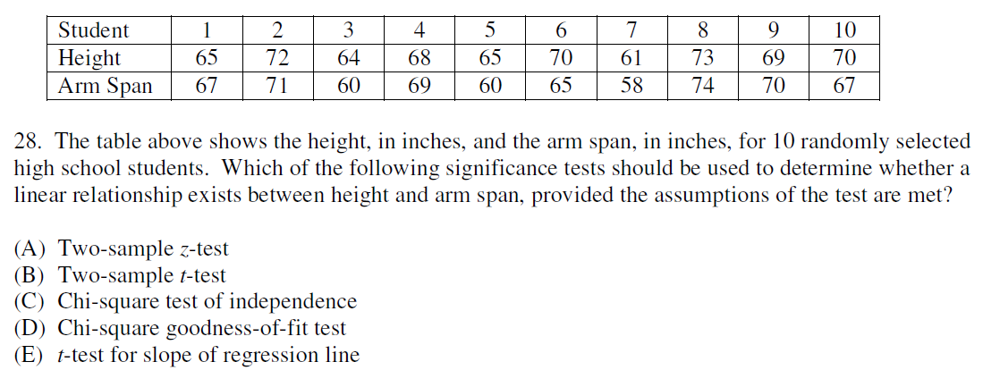 Student 1 2 3 4 5 6 7 8 9 10
Height 65 72 64 68 65 70 61 73 69 70
Arm Span 67 71 60 69 60 65 58 74 70 67
28. The table above shows the height, in inches, and the arm span, in inches, for 10 randomly selected
high school students. Which of the following significance tests should be used to determine whether a
linear relationship exists between height and arm span, provided the assumptions of the test are met?
(A) Two-sample z-test
(B) Two-sample t-test
(C) Chi-square test of independence
(D) Chi-square goodness-of-fit test
(E) t-test for slope of regression line